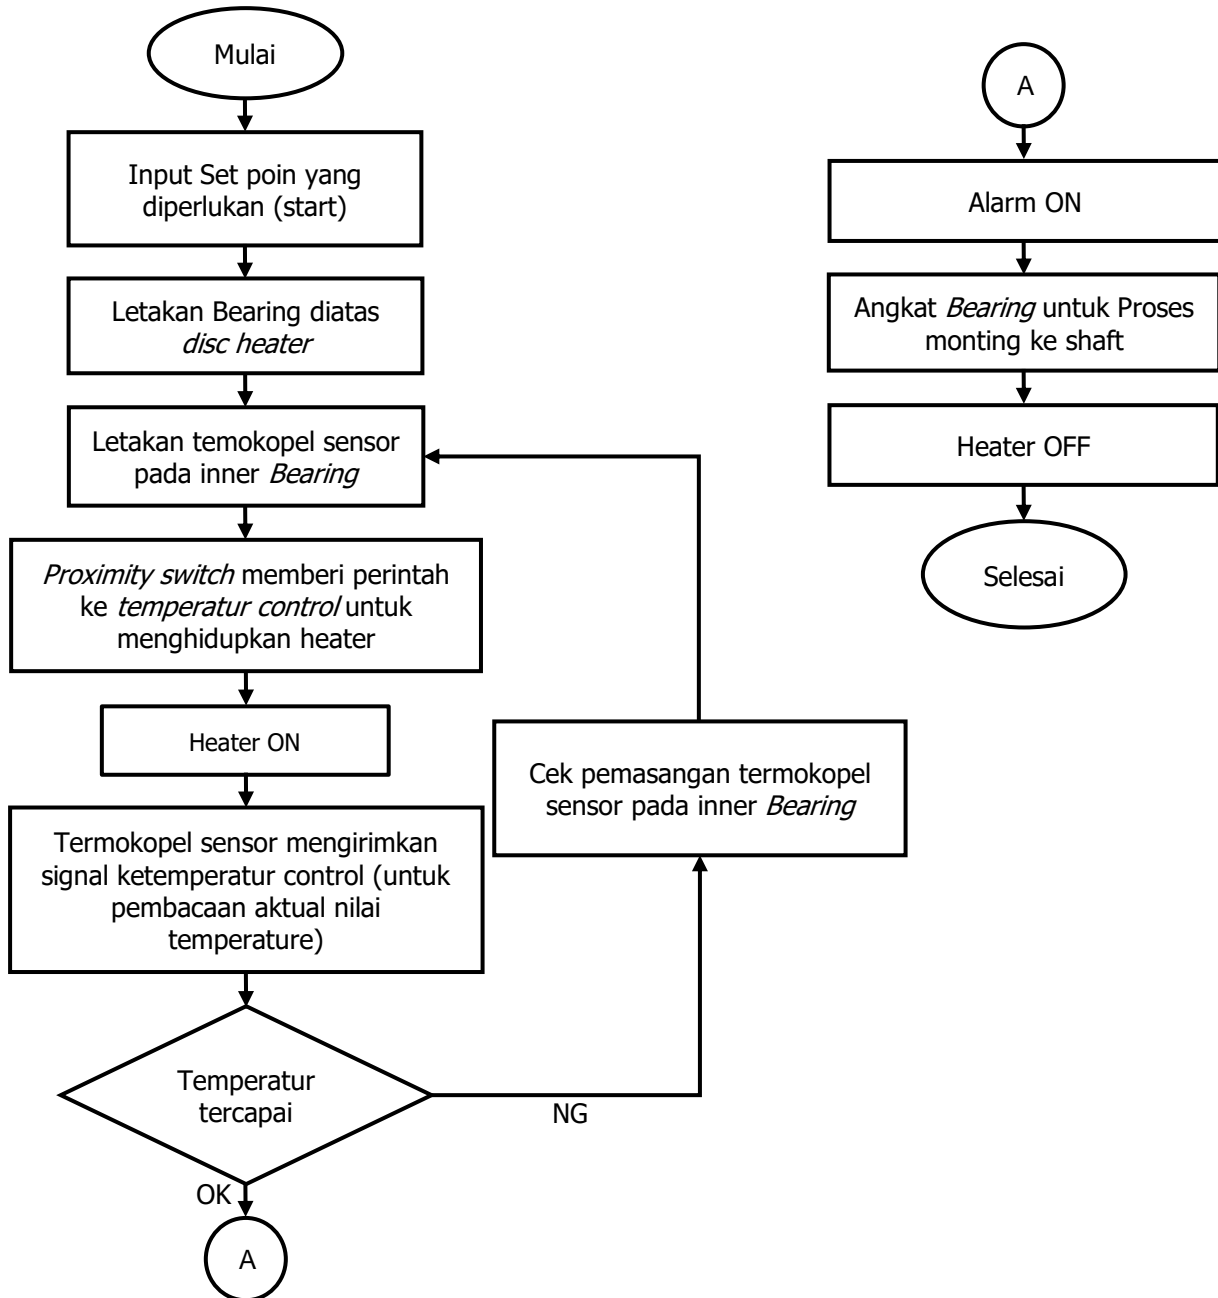 Mulai
Input Set poin yang
diperlukan (start)
Letakan Bearing diatas
disc heater
Letakan temokopel sensor
pada inner Bearing
Proximity switch memberi perintah
ke temperatur control untuk
menghidupkan heater
Heater ON
Termokopel sensor mengirimkan
signal ketemperatur control (untuk
pembacaan aktual nilai
temperature)
Temperatur
tercapai
NG
OK
A
Cek pemasangan termokopel
sensor pada inner Bearing
A
Alarm ON
Angkat Bearing untuk Proses
monting ke shaft
Heater OFF
Selesai